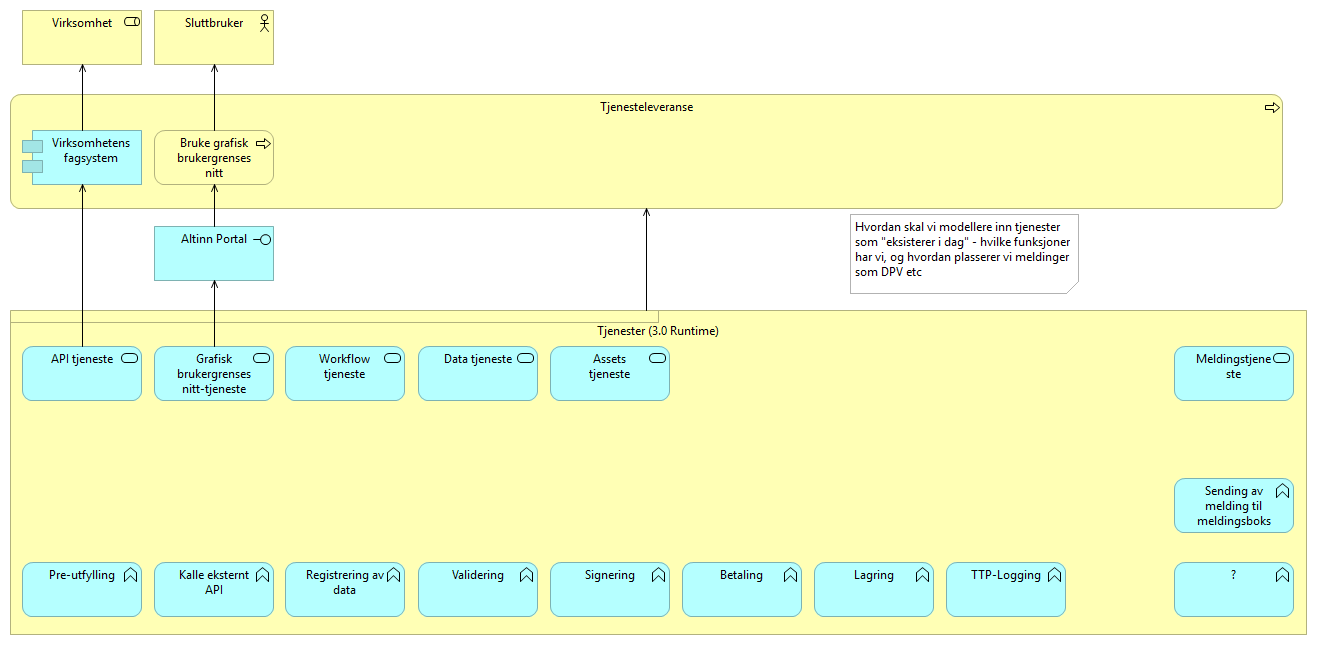 Virksomhet
Sluttbruker
Tjenesteleveranse
Virksomhetens
fagsystem
Bruke grafisk
brukergrenses
nitt
Altinn Portal
Hvordan skal vi modellere inn tjenester
som "eksisterer i dag" - hvilke funksjoner
har vi, og hvordan plasserer vi meldinger
som DPV etc
Tjenester (3.0 Runtime)
API tjeneste
Grafisk
brukergrenses
nitt-tjeneste
Workflow
tjeneste
Data tjeneste
Assets
tjeneste
Meldingstjene
ste
Sending av
melding til
meldingsboks
Pre-utfylling
Kalle eksternt
API
Registrering av
data
Validering
Signering
Betaling
Lagring
TTP-Logging
?